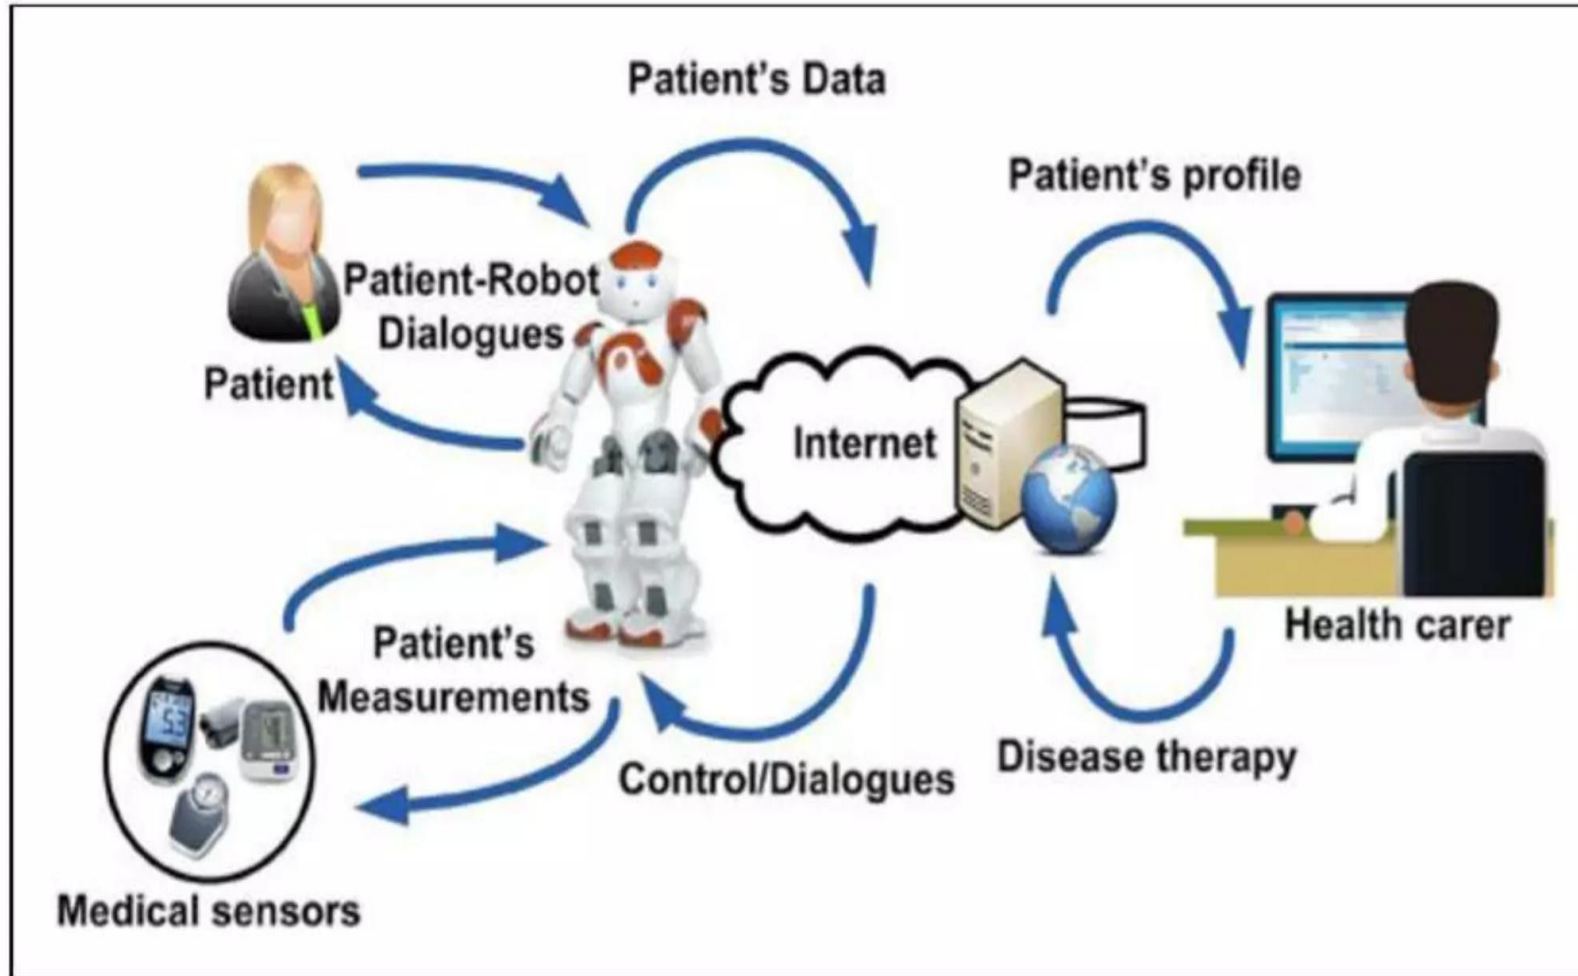 Patient's Data
Patient's profile
Patient-Robot
Dialogues
Patient
Internet
Patient's
Measurements
Health carer
Control/Dialogues
Disease therapy
Medical sensors